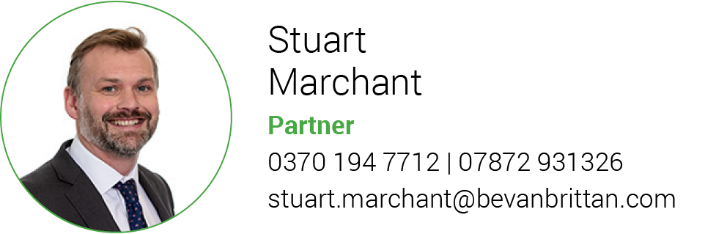 Stuart
Marchant
Partner
0370 194 7712 | 07872 931326
stuart.marchant@bevanbrittan.com